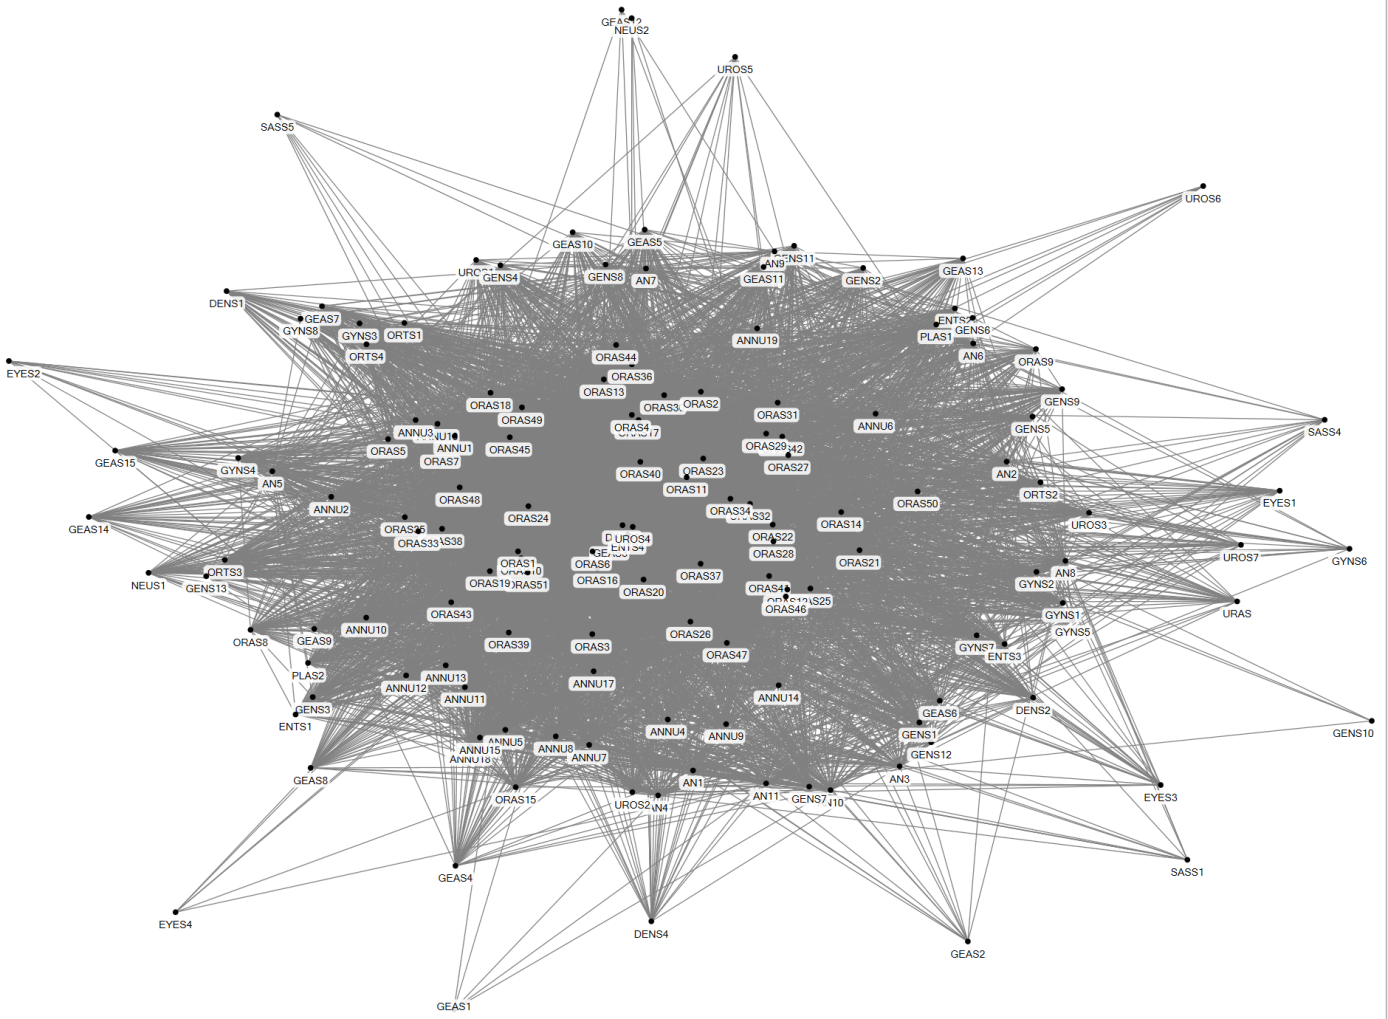 NEUS2
UROS5
SASS5
UROS6
GEAS10
GEAS5
AN9
GENS4
GENS8
AN7
GEAS11
GENS2
GEAS13
DENS1
GEAS7
GYNS8
GYNS3
ORTS1
ORTS4
PLAS1
GENS6
AN6
ANNU19
ORAS44
ORAS9
EYES2
ORAS36
ORAS13
ORAS2
ORAS18
ORAS49
ORAS31
GENS9
ANNU6
GENS5
SASS4
ORAS4
ANNU3
ANNU1
ORAS5
ORAS7
ORAS45
ORAS29
ORAS27
GEAS15
GYNS4
AN5
ORAS40
ORAS23
ORAS11
AN2
ORTS2
ORAS48
ORAS50
EYES1
ANNU2
ORAS24
ORAS34
ORAS14
UROS3
GEAS14
ORAS33
UROS4
ORAS22
ORAS28
UROS7
GYNS6
ORAS6
ORAS1
ORAS21
ORTS3
NEUS1
GENS13
ORAS19
ORAS16
ORAS37
ORAS20
AN8
GYNS2
ORAS43
ORAS46
GYNS1
URAS
GYNS5
ANNU10
ORAS8
GEAS9
ORAS39
ORAS3
ORAS26
ORAS47
GYNS7
ENTS3
PLAS2
ANNU13
ANNU12
ANNU11
ANNU17
ANNU14
GENS3
ENTS1
GEAS6
DENS2
GENS1
GENS12
GENS10
ANNU4
ANNU9
ANNU15
ANNU8
ANNU7
GEAS8
AN1
AN3
ORAS15
UROS2
AN11
GENS7
EYES3
GEAS4
SASS1
EYES4
DENS4
GEAS2
GEAS1